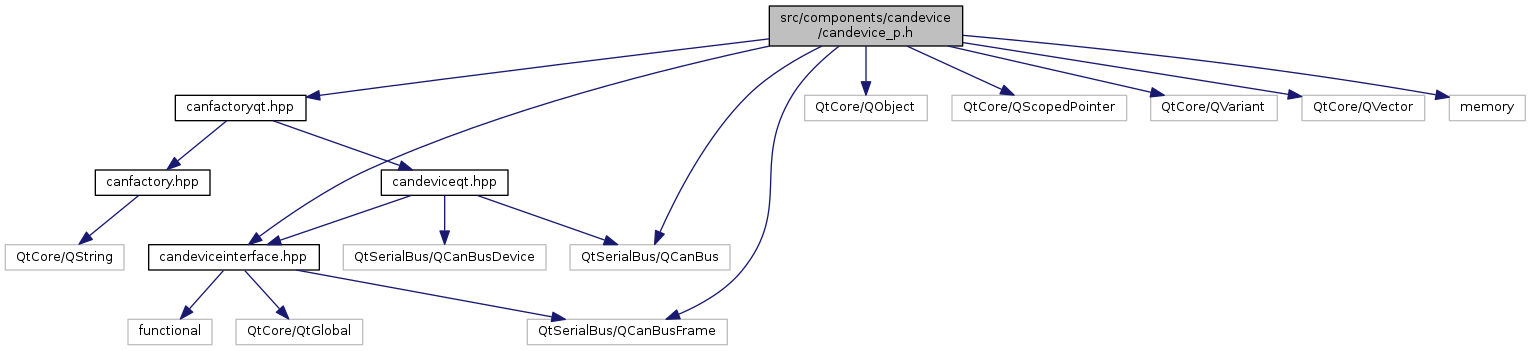 src/components/candevice
/candevice_p.h
canfactoryqt.hpp
QtCore/QObject
QtCore/QScopedPointer
QtCore/QVariant
QtCore/QVector
memory
canfactory.hpp
candeviceqt.hpp
QtCore/QString
candeviceinterface.hpp
QtSerialBus/QCanBusDevice
QtSerialBus/QCanBus
functional
QtCore/QtGlobal
QtSerialBus/QCanBusFrame